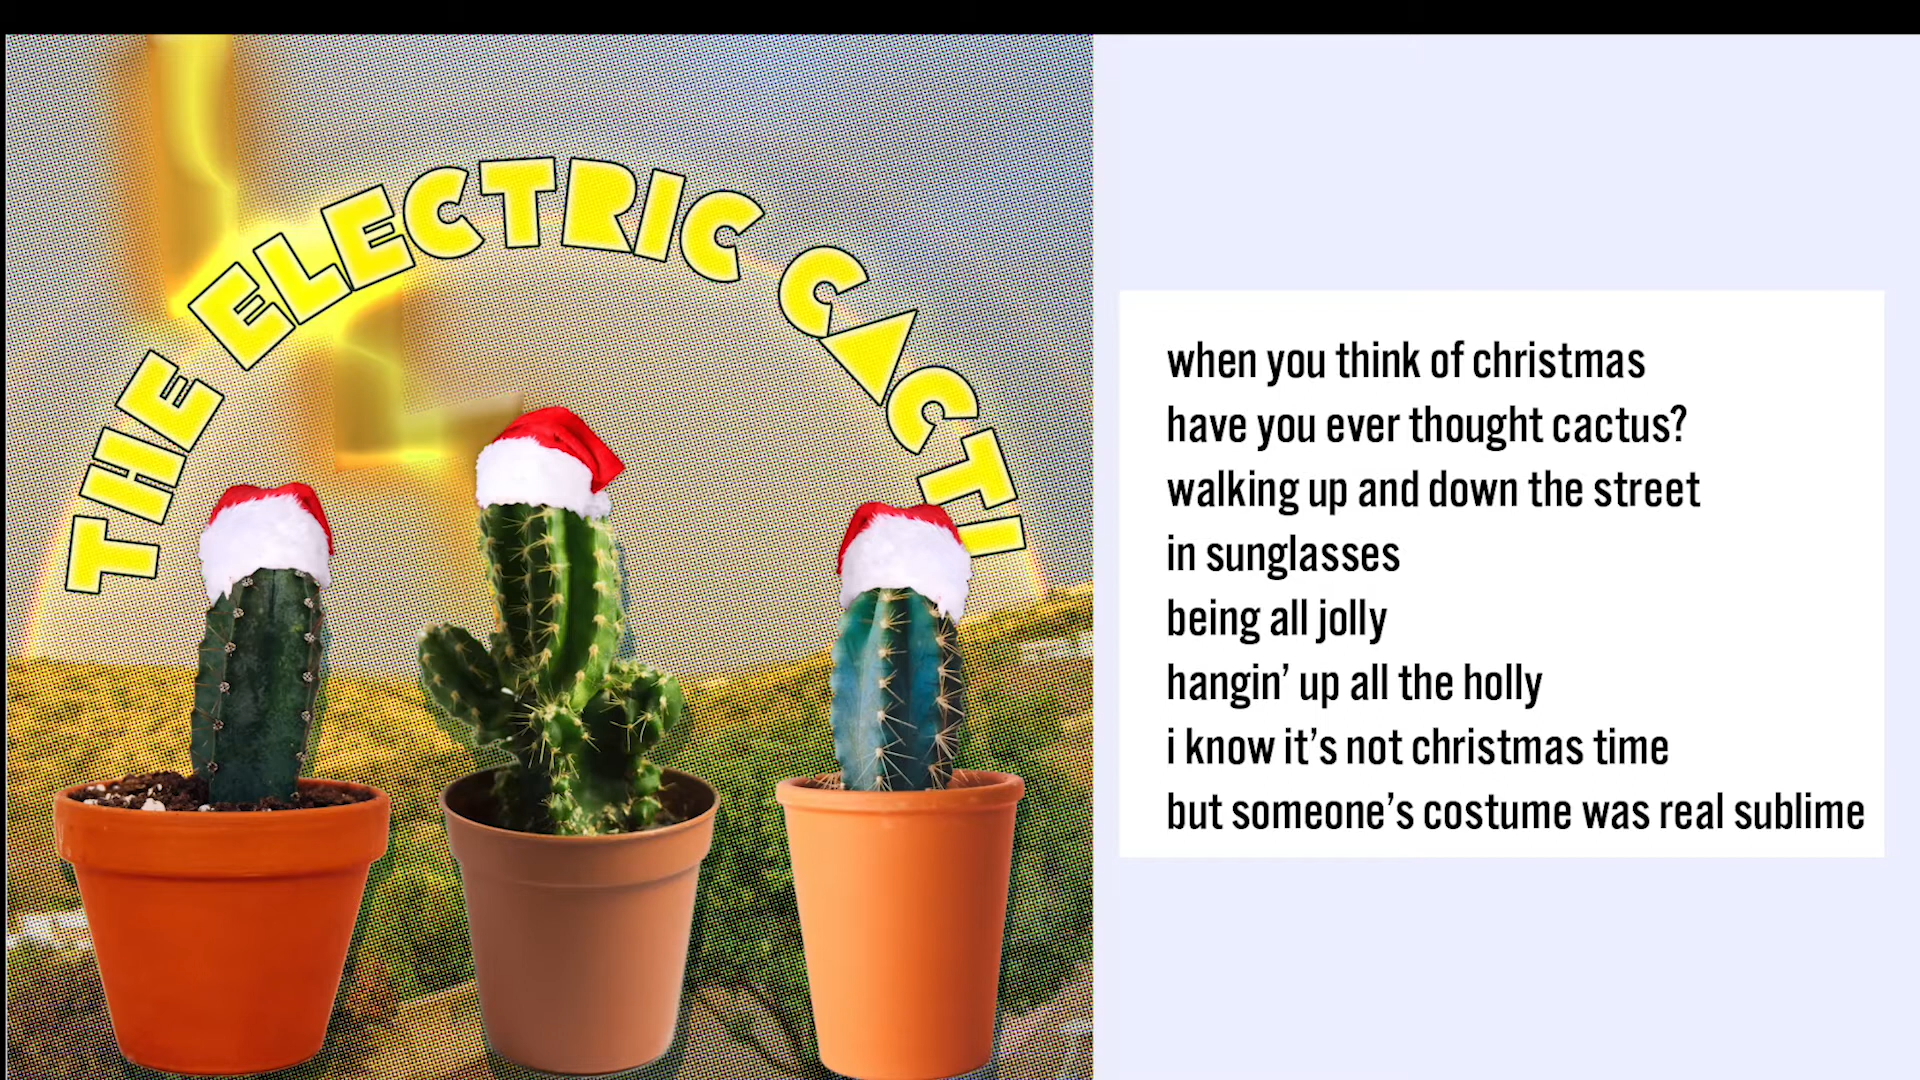 THE ELECTRIC CACTI
when you think of christmas
have you ever thought cactus?
walking up and down the street
in sunglasses
being all jolly
hangin’ up all the holly
i know it’s not christmas time
but someone’s costume was real sublime